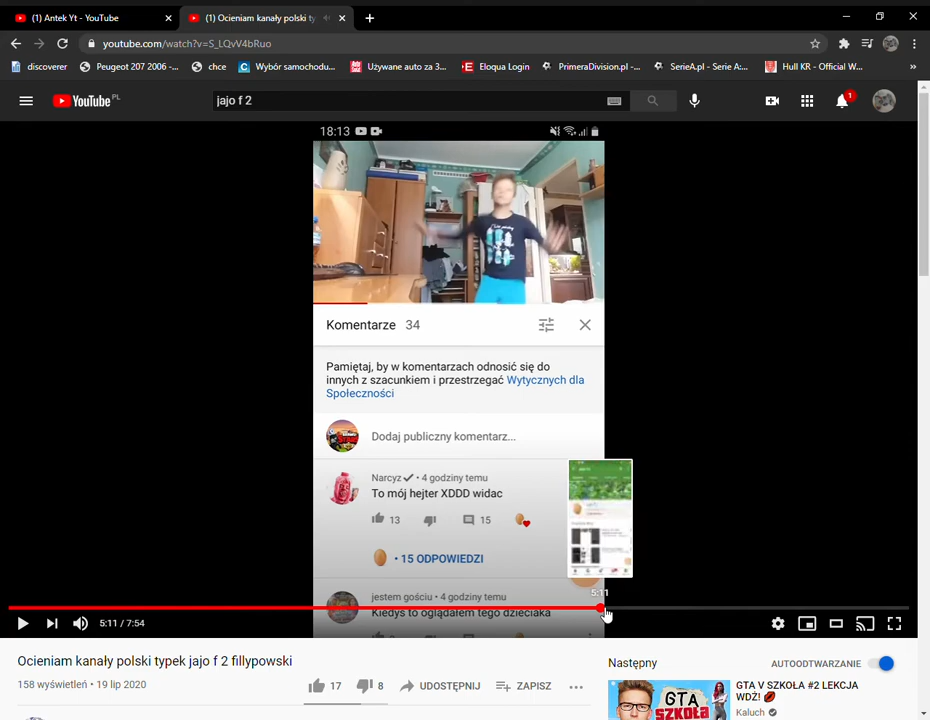 (1) Antek Yt - YouTube
(1) Ocieniam kanały polski ty
youtube.com/watch?v=S_LQvV4bRuo
discoverer
Peugeot 207 2006 -...
chce
Wybór samochodu...
Używane auto za 3...
Eloqua Login
PrimeraDivision.pl -...
SerieA.pl - Serie A:...
Hull KR - Official W...
»
YouTube PL
jajo f 2
1
18:13
Komentarze 34
Pamiętaj, by w komentarzach odnosić się do
innych z szacunkiem i przestrzegać Wytycznych dla
Społeczności
Dodaj publiczny komentarz...
Narcyz • 4 godziny temu
To mój hejter XDDD widac
13
15
• 15 ODPOWIEDZI
5:11
jestem gościu • 4 godziny temu
Kiedyś to oglądałem tego dzieciaka
5:11 / 7:54
Ocieniam kanały polski typek jajo f 2 fillypowski
158 wyświetleń • 19 lip 2020
17
8
UDOSTĘPNIJ
ZAPISZ
Następny
AUTOODTWARZANIE
GTA SZKOŁA
GTA V SZKOŁA #2 LEKCJA
WDŻ!
Kaluch